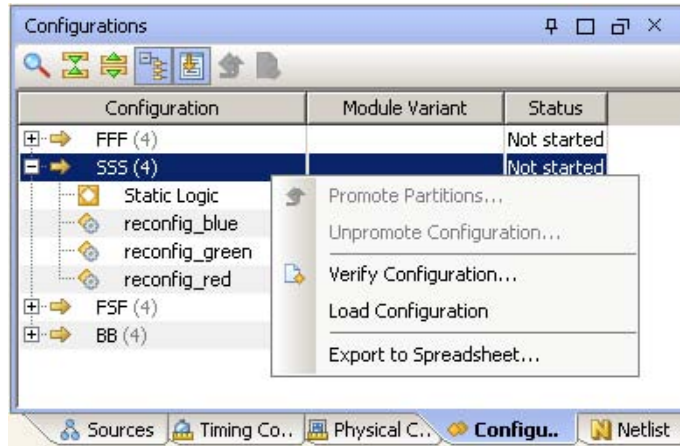 Configurations
Configuration Module Variant Status
FFF (4) Not started
SSS (4) Not started
Static Logic
reconfig_blue
reconfig_green
reconfig_red
FSF (4)
BB (4)
Promote Partitions...
Unpromote Configuration...
Verify Configuration...
Load Configuration
Export to Spreadsheet...
Sources Timing Co.. Physical C.. Configu.. Netlist